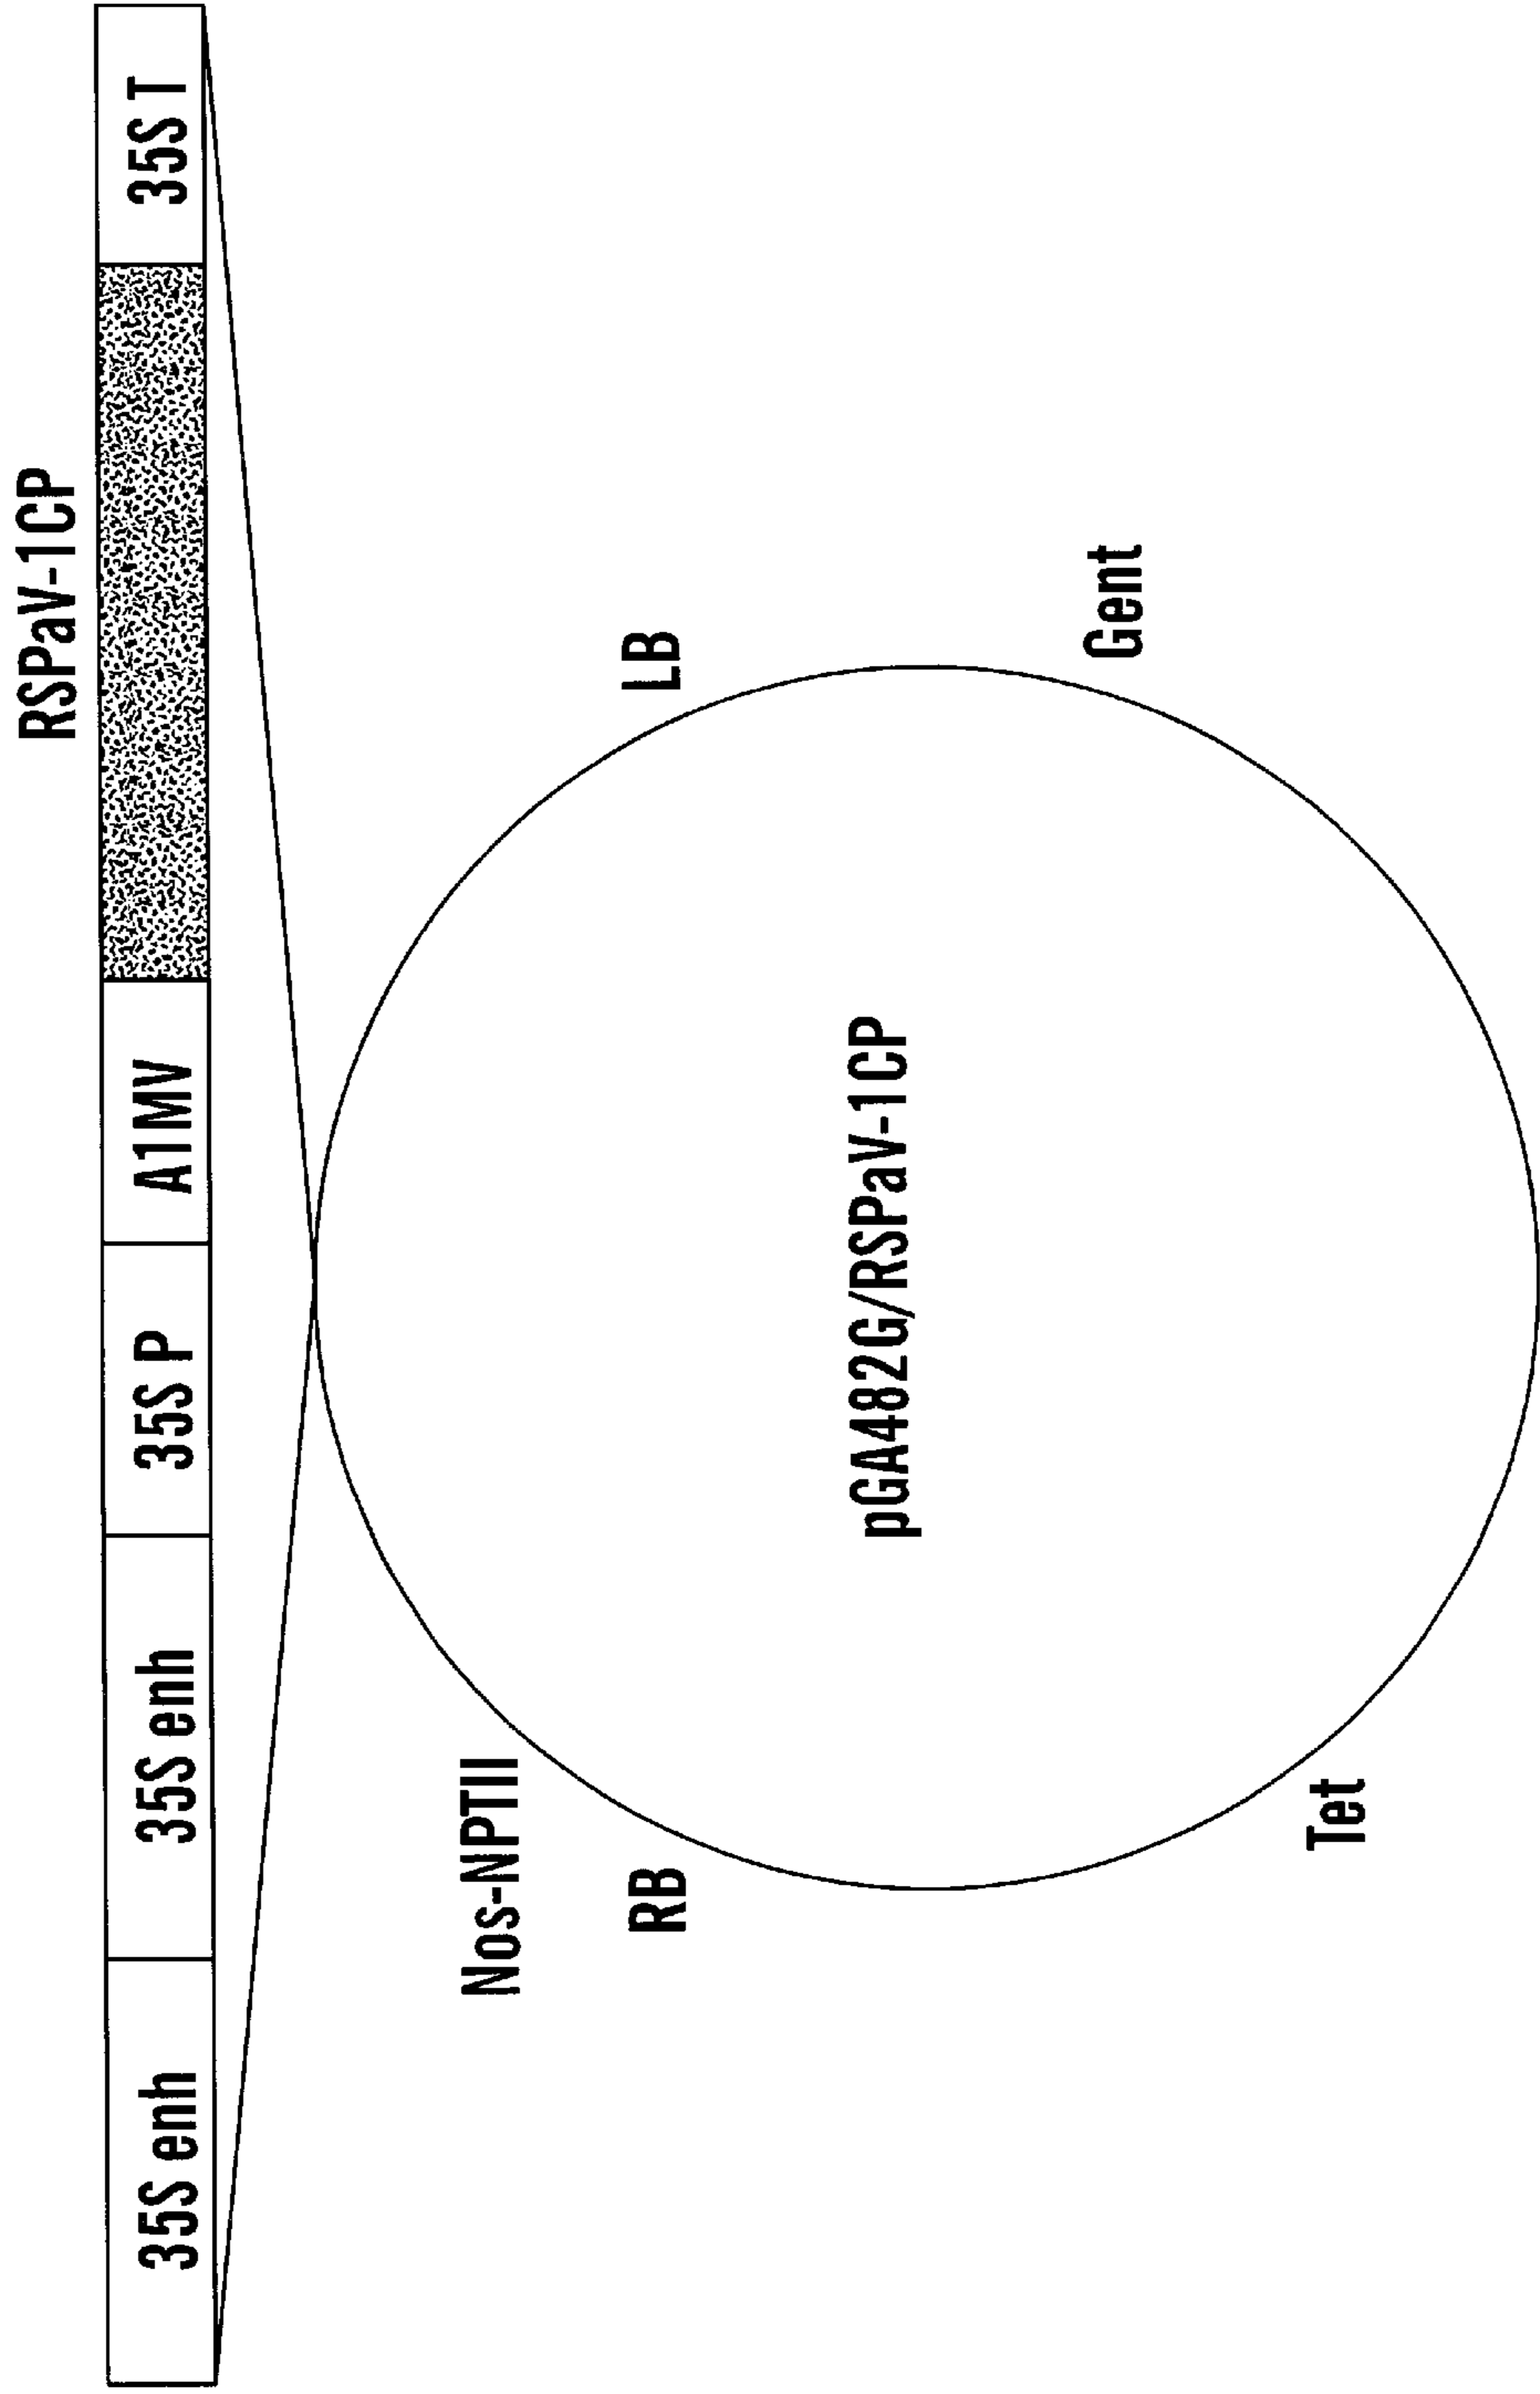 RSPaV-1CP
35S enh
35S enh
35S P
A1MV
35S T
Nos-NPTII
RB
LB
pGA482G/RSPaV-1CP
Gent
Tet